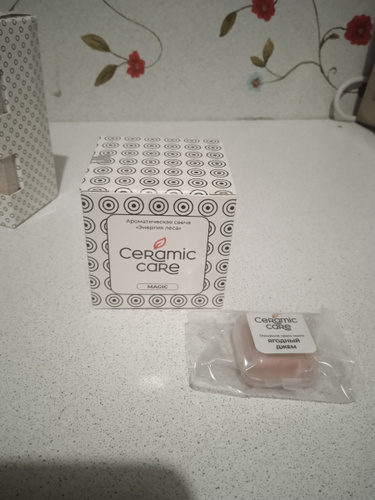 Ароматическая свеча
«Энергия леса»
Ceramic
care
MAGIC
Ceramic
care
ЯГОДНЫЙ
ДЖЕМ